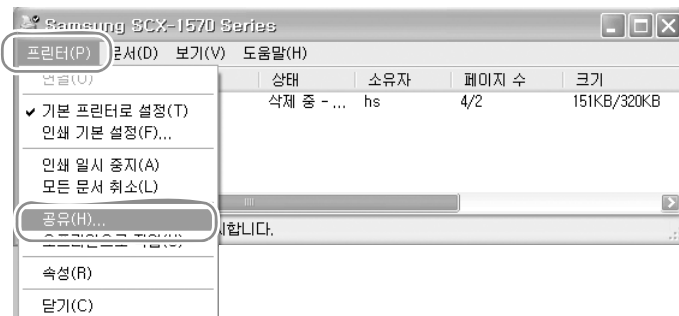 Samsung SCX-1570 Series
프린터(P) 문서(D) 보기(V) 도움말(H)
연결(O)
상태 소유자 페이지 수 크기
✔ 기본 프린터로 설정(T)
삭제 중 - ... hs 4/2 151KB/320KB
인쇄 기본 설정(F)...
인쇄 일시 중지(A)
모든 문서 취소(L)
공유(H)...
시합니다.
속성(R)
닫기(C)